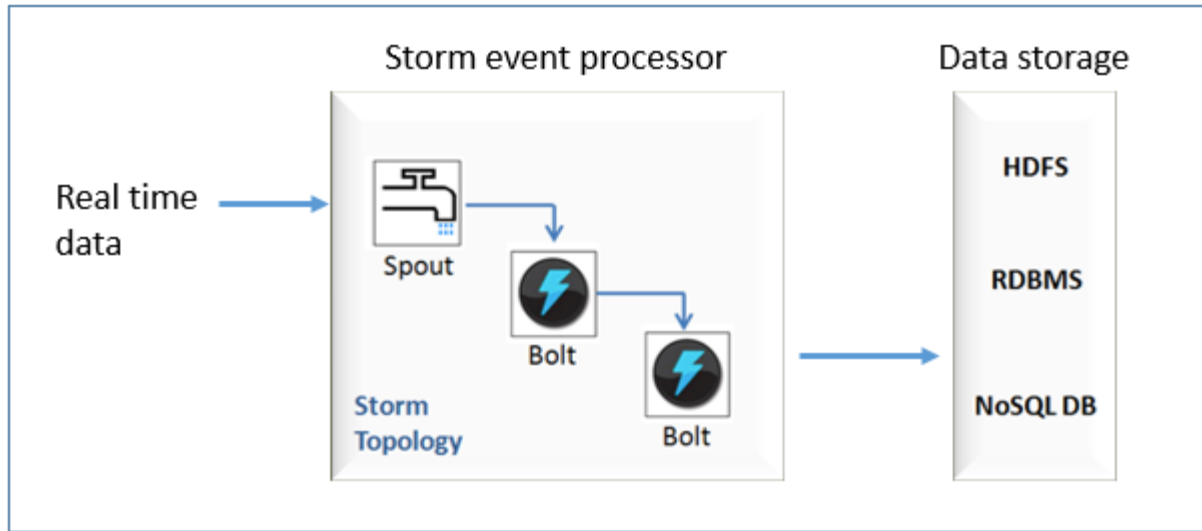 Storm event processor
Data storage
Real time
data
Spout
Bolt
Bolt
Storm
Topology
HDFS
RDBMS
NoSQL DB